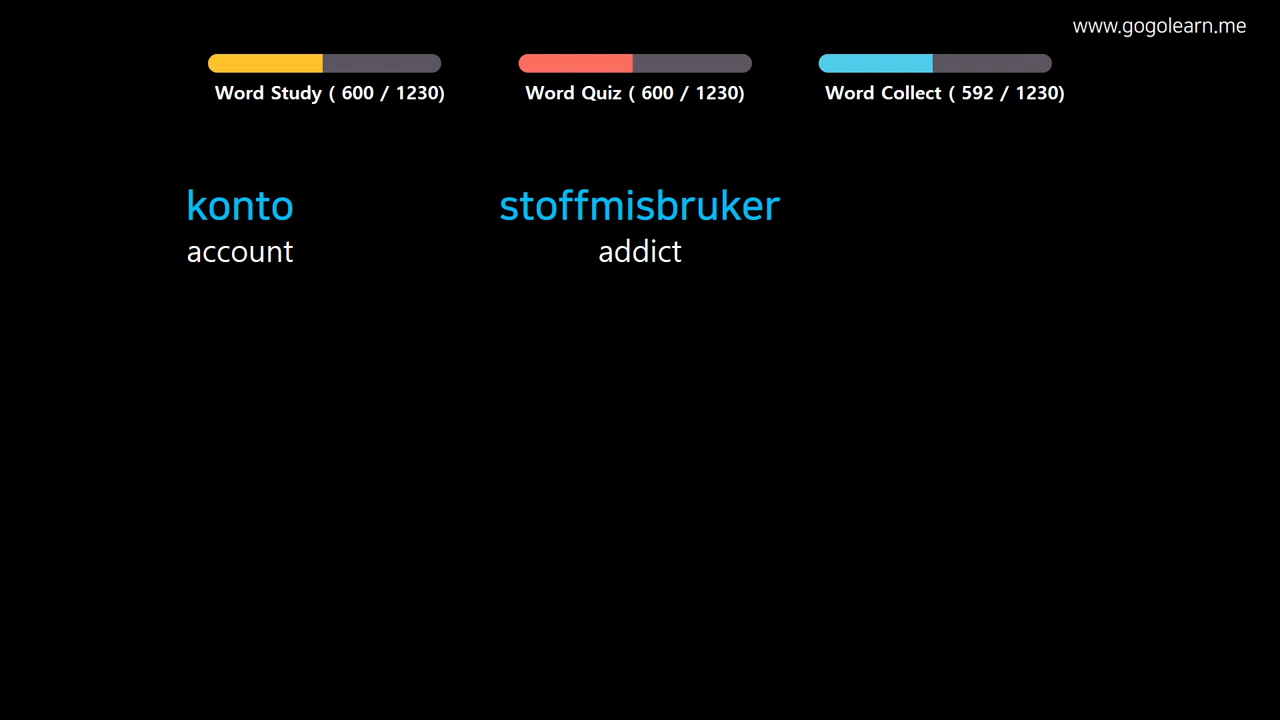 www.gogolearn.me
Word Study ( 600 / 1230)
Word Quiz ( 600 / 1230)
Word Collect ( 592 / 1230)
konto
account
stoffmisbruker
addict